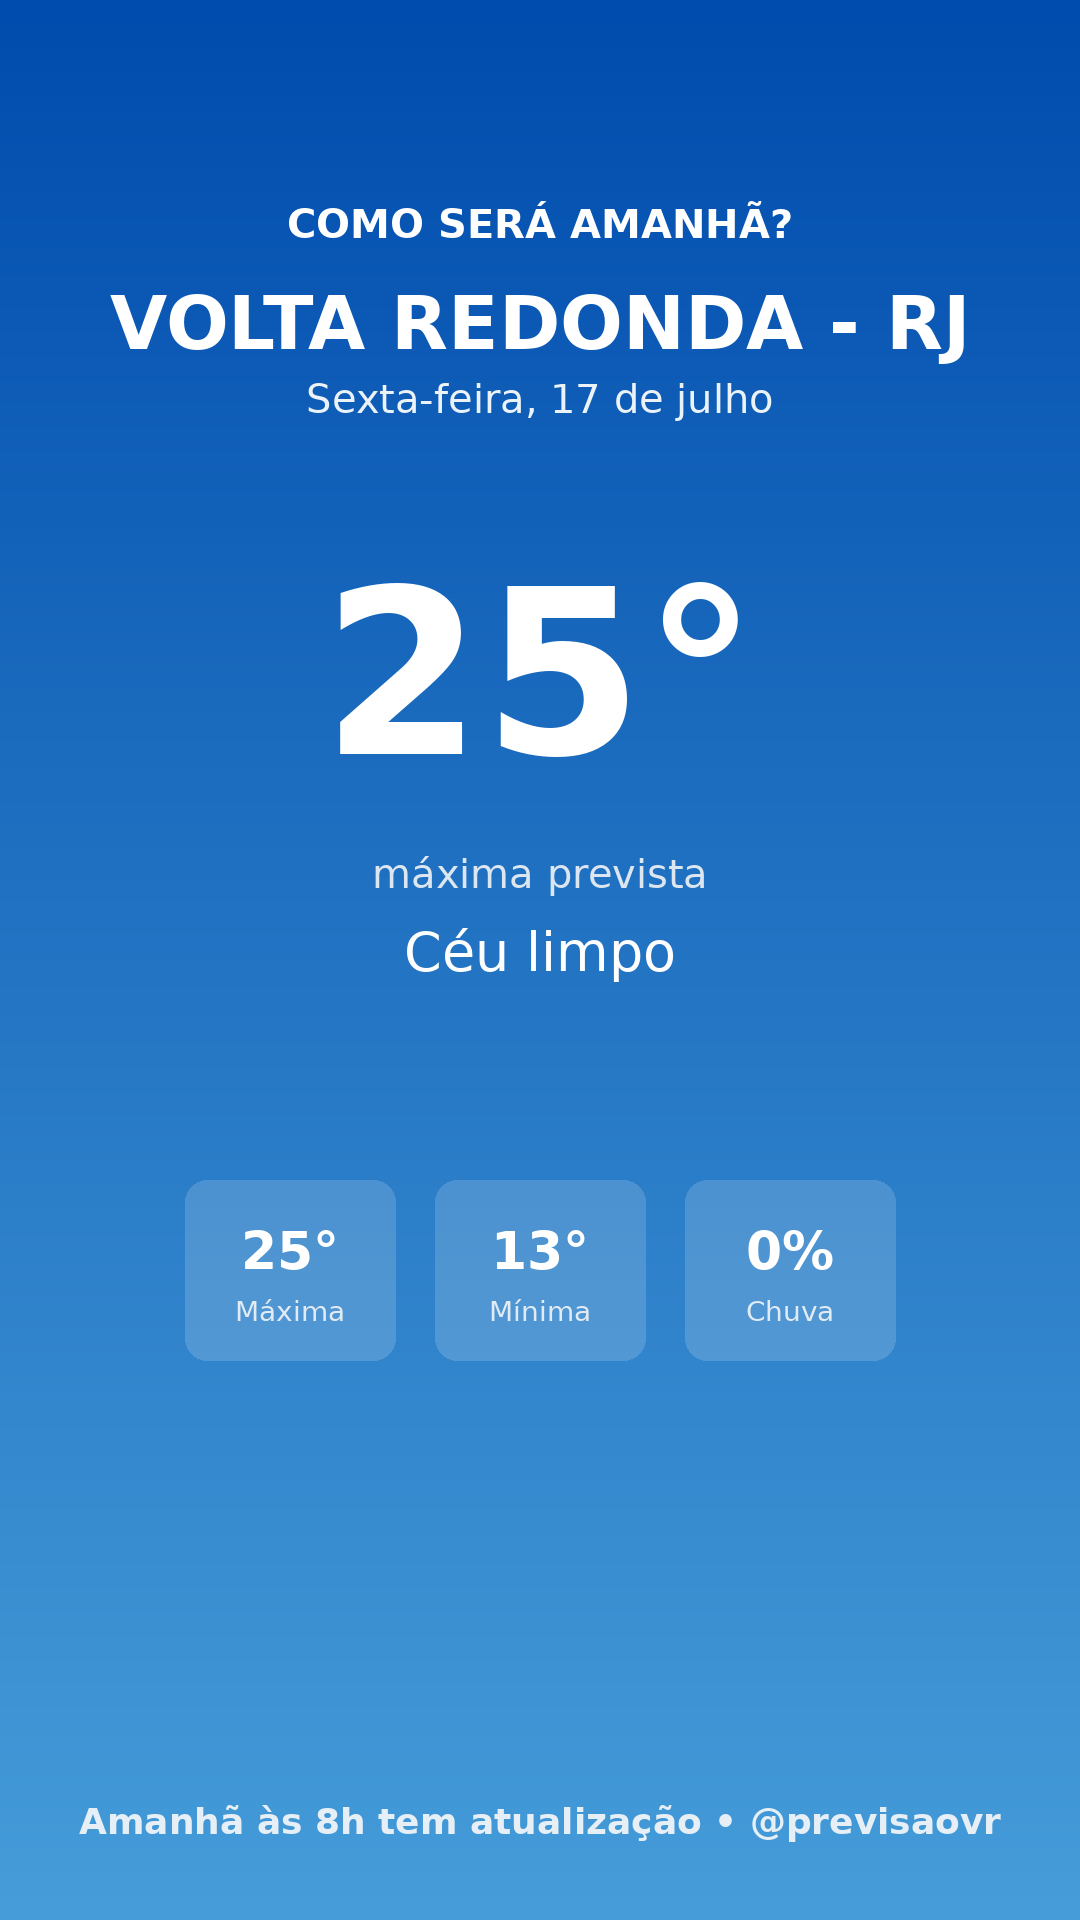 COMO SERÁ AMANHÃ?
VOLTA REDONDA - RJ
Sexta-feira, 17 de julho
25°
máxima prevista
Céu limpo
25° 13° 0%
Máxima Mínima Chuva
Amanhã às 8h tem atualização • @previsaovr